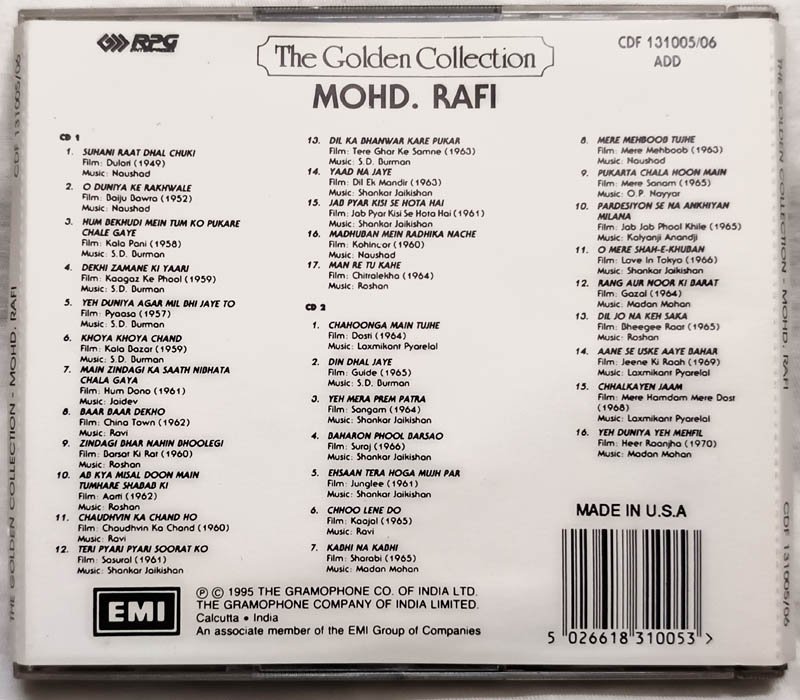 RPG
ENTERPRISES
The Golden Collection
MOHD. RAFI
CDF 131005/06
ADD
CD 1
1. SUHANI RAAT DHAL CHUKI
Film: Dulari (1949)
Music: Naushad
2. O DUNIYA KE RAKHWALE
Film: Baiju Bawra (1952)
Music: Naushad
3. HUM BEKHUDI MEIN TUM KO PUKARE
CHALE GAYE
Film: Kala Pani (1958)
Music: S.D. Burman
4. DEKHI ZAMANE KI YAARI
Film: Kaagaz Ke Phool (1959)
Music: S.D. Burman
5. YEH DUNIYA AGAR MIL BHI JAYE TO
Film: Pyaasa (1957)
Music: S.D. Burman
6. KHOYA KHOYA CHAND
Film: Kala Bazar (1959)
Music: S.D. Burman
7. MAIN ZINDAGI KA SAATH NIBHATA
CHALA GAYA
Film: Hum Dono (1961)
Music: Jaidev
8. BAAR BAAR DEKHO
Film: China Town (1962)
Music: Ravi
9. ZINDAGI BHAR NAHIN BHOOLEGI
Film: Barsat Ki Rat (1960)
Music: Roshan
10. AB KYA MISAL DOON MAIN
TUMHARE SHABAB KI
Film: Aarti (1962)
Music: Roshan
11. CHAUDHVIN KA CHAND HO
Film: Chaudhvin Ka Chand (1960)
Music: Ravi
12. TERI PYARI PYARI SOORAT KO
Film: Sasural (1961)
Music: Shankar Jaikishan
13. DIL KA BHANWAR KARE PUKAR
Film: Tere Ghar Ke Samne (1963)
Music: S.D. Burman
14. YAAD NA JAYE
Film: Dil Ek Mandir (1963)
Music: Shankar Jaikishan
15. JAB PYAR KISI SE HOTA HAI
Film: Jab Pyar Kisi Se Hota Hai (1961)
Music: Shankar Jaikishan
16. MADHUBAN MEIN RADHIKA NACHE
Film: Kohinoor (1960)
Music: Naushad
17. MAN RE TU KAHE
Film: Chitralekha (1964)
Music: Roshan
CD 2
1. CHAHOONGA MAIN TUJHE
Film: Dosti (1964)
Music: Laxmikant Pyarelal
2. DIN DHAL JAYE
Film: Guide (1965)
Music: S.D. Burman
3. YEH MERA PREM PATRA
Film: Sangam (1964)
Music: Shankar Jaikishan
4. BAHARON PHOOL BARSAO
Film: Suraj (1966)
Music: Shankar Jaikishan
5. EHSAAN TERA HOGA MUJH PAR
Film: Junglee (1961)
Music: Shankar Jaikishan
6. CHHOO LENE DO
Film: Kaajal (1965)
Music: Ravi
7. KABHI NA KABHI
Film: Sharabi (1965)
Music: Madan Mohan
8. MERE MEHBOOB TUJHE
Film: Mere Mehboob (1963)
Music: Naushad
9. PUKARTA CHALA HOON MAIN
Film: Mere Sanam (1965)
Music: O.P. Nayyar
10. PARDESIYON SE NA ANKHIYAN
MILANA
Film: Jab Jab Phool Khile (1965)
Music: Kalyanji Anandji
11. O MERE SHAH-E-KHUBAN
Film: Love In Tokyo (1966)
Music: Shankar Jaikishan
12. RANG AUR NOOR KI BARAT
Film: Gazal (1964)
Music: Madan Mohan
13. DIL JO NA KEH SAKA
Film: Bheegee Raat (1965)
Music: Roshan
14. AANE SE USKE AAYE BAHAR
Film: Jeene Ki Raah (1969)
Music: Laxmikant Pyarelal
15. CHHALKAYEN JAAM
Film: Mere Hamdam Mere Dost
(1968)
Music: Laxmikant Pyarelal
16. YEH DUNIYA YEH MEHFIL
Film: Heer Raanjha (1970)
Music: Madan Mohan
MADE IN U.S.A
5 026618 310053 >
EMI
℗ © 1995 THE GRAMOPHONE CO. OF INDIA LTD.
THE GRAMOPHONE COMPANY OF INDIA LIMITED.
Calcutta • India
An associate member of the EMI Group of Companies
THE GOLDEN COLLECTION - MOHD. RAFI CDF 131005/06
THE GOLDEN COLLECTION - MOHD. RAFI CDF 131005/06